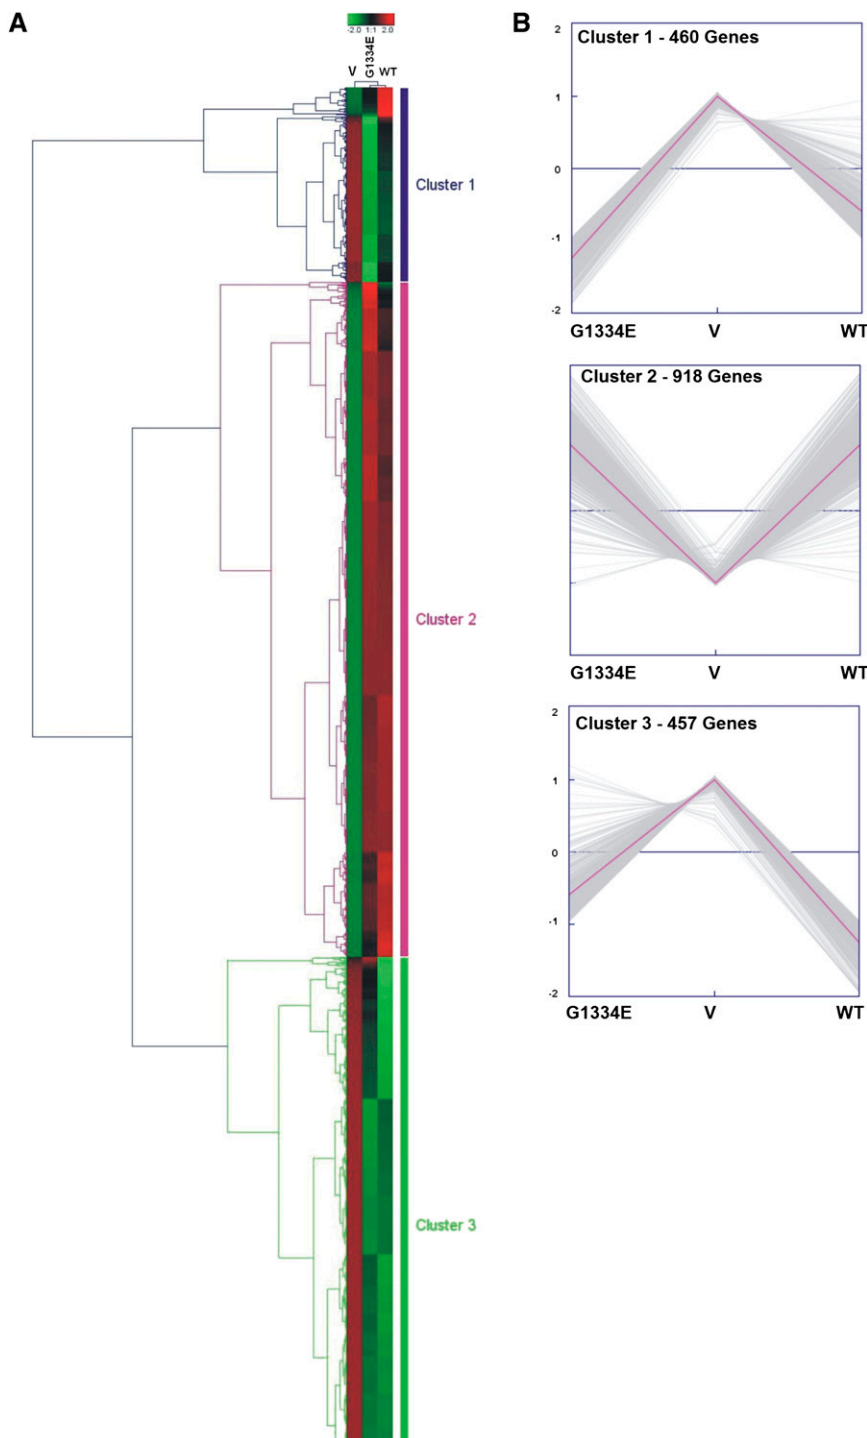 A
-2.0 1:1 2.0
V G1334E WT
Cluster 1
Cluster 2
Cluster 3
B
Cluster 1 - 460 Genes
2
1
0
-1
-2
G1334E V WT
Cluster 2 - 918 Genes
G1334E V WT
Cluster 3 - 457 Genes
2
1
0
-1
-2
G1334E V WT